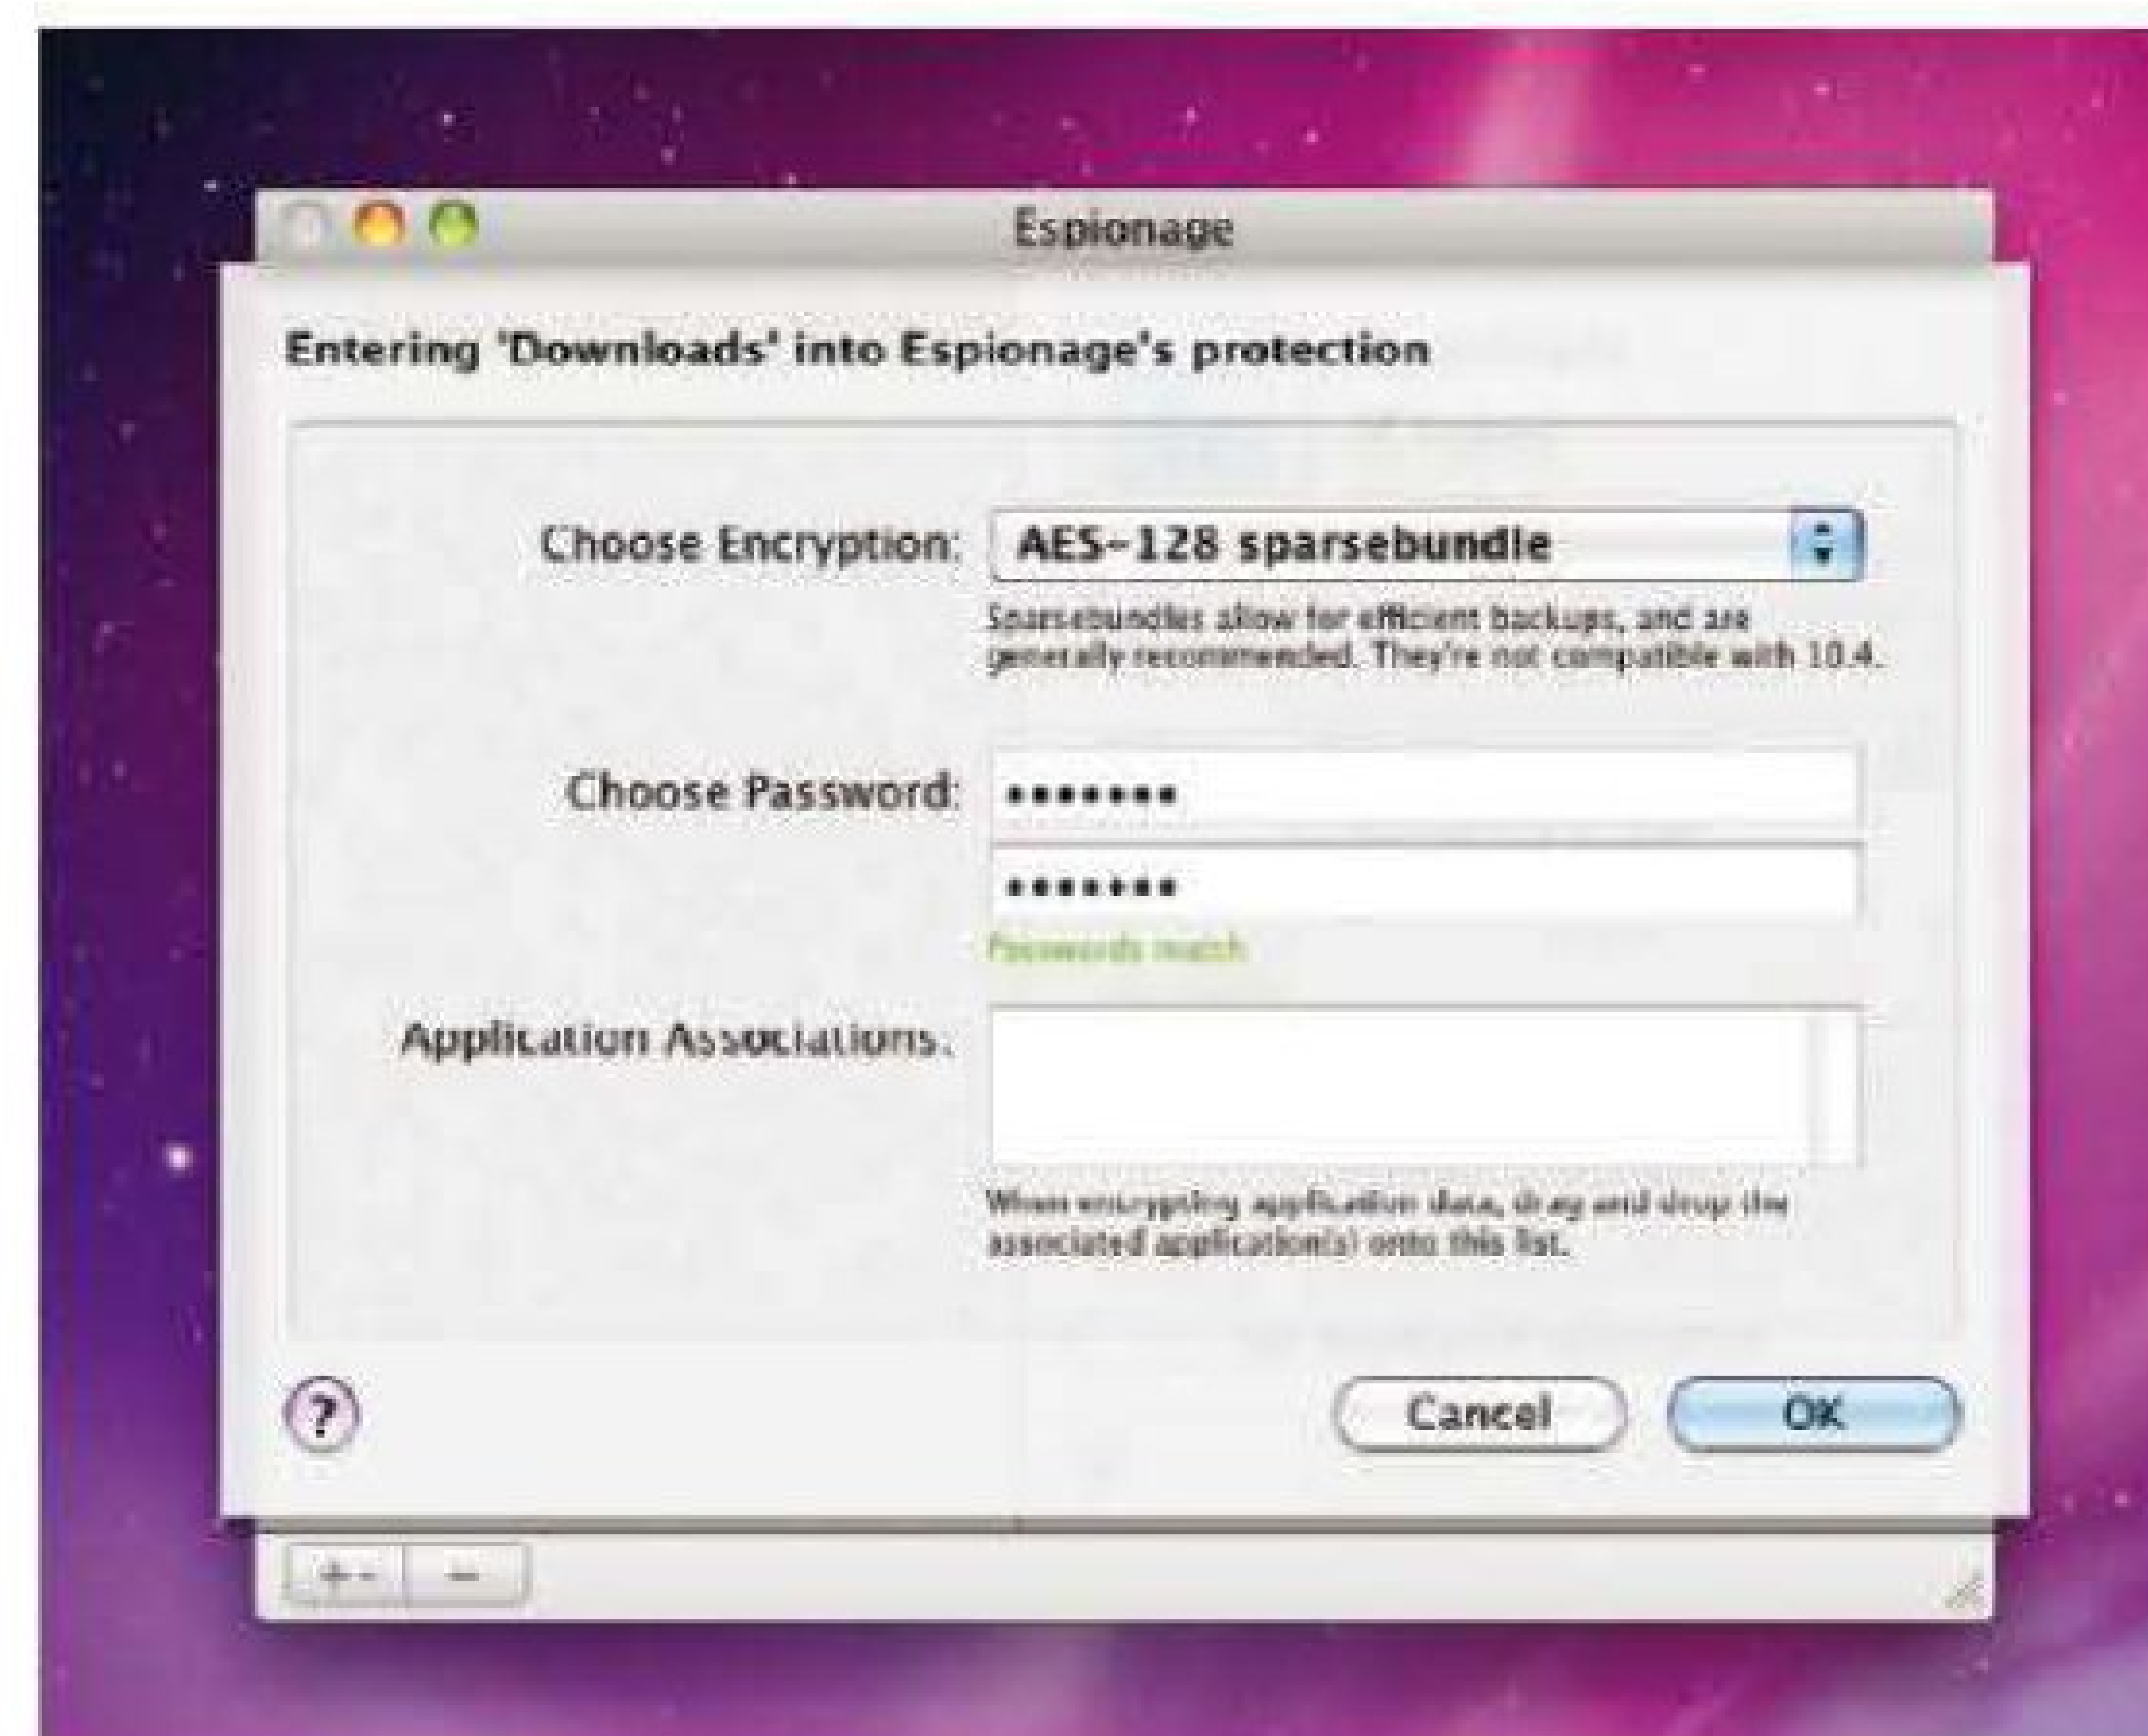 Espionage
Entering 'Downloads' into Espionage's protection
Choose Encryption: AES-128 sparsebundle
Sparsebundles allow for efficient backups, and are
generally recommended. They're not compatible with 10.4.
Choose Password: •••••••
•••••••
Passwords match
Application Associations:
When encrypting application data, drag and drop the
associated application(s) onto this list.
?
Cancel
OK